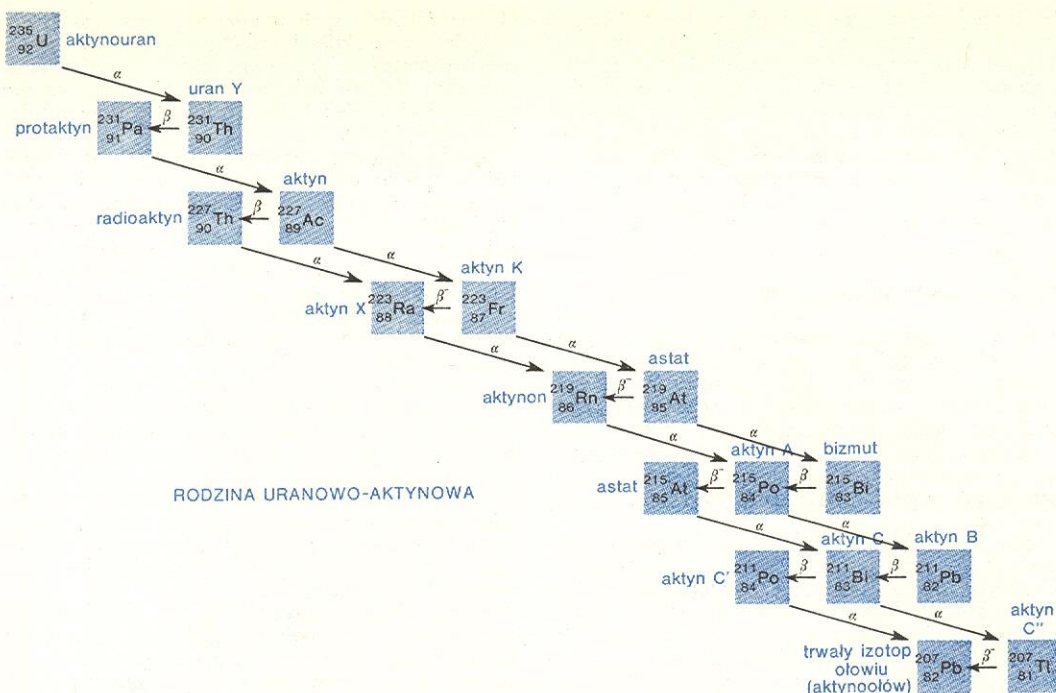 235
92 U aktynouran
α
uran Y
protaktyn 231
91 Pa β 231
90 Th
α
aktyn
radioaktyn 227
90 Th β 227
89 Ac
α α
aktyn K
aktyn X 223
88 Ra β⁻ 223
87 Fr
α α
astat
aktynon 219
86 Rn β⁻ 219
85 At
α α
aktyn A bizmut
RODZINA URANOWO-AKTYNOWA
astat 215
85 At β⁻ 215
84 Po β 215
83 Bi
α α
aktyn C aktyn B
aktyn C' 211
84 Po β 211
83 Bi β 211
82 Pb
α α
aktyn
C"
trwały izotop
ołowiu
(aktynoołów)
207
82 Pb β⁻ 207
81 Tl